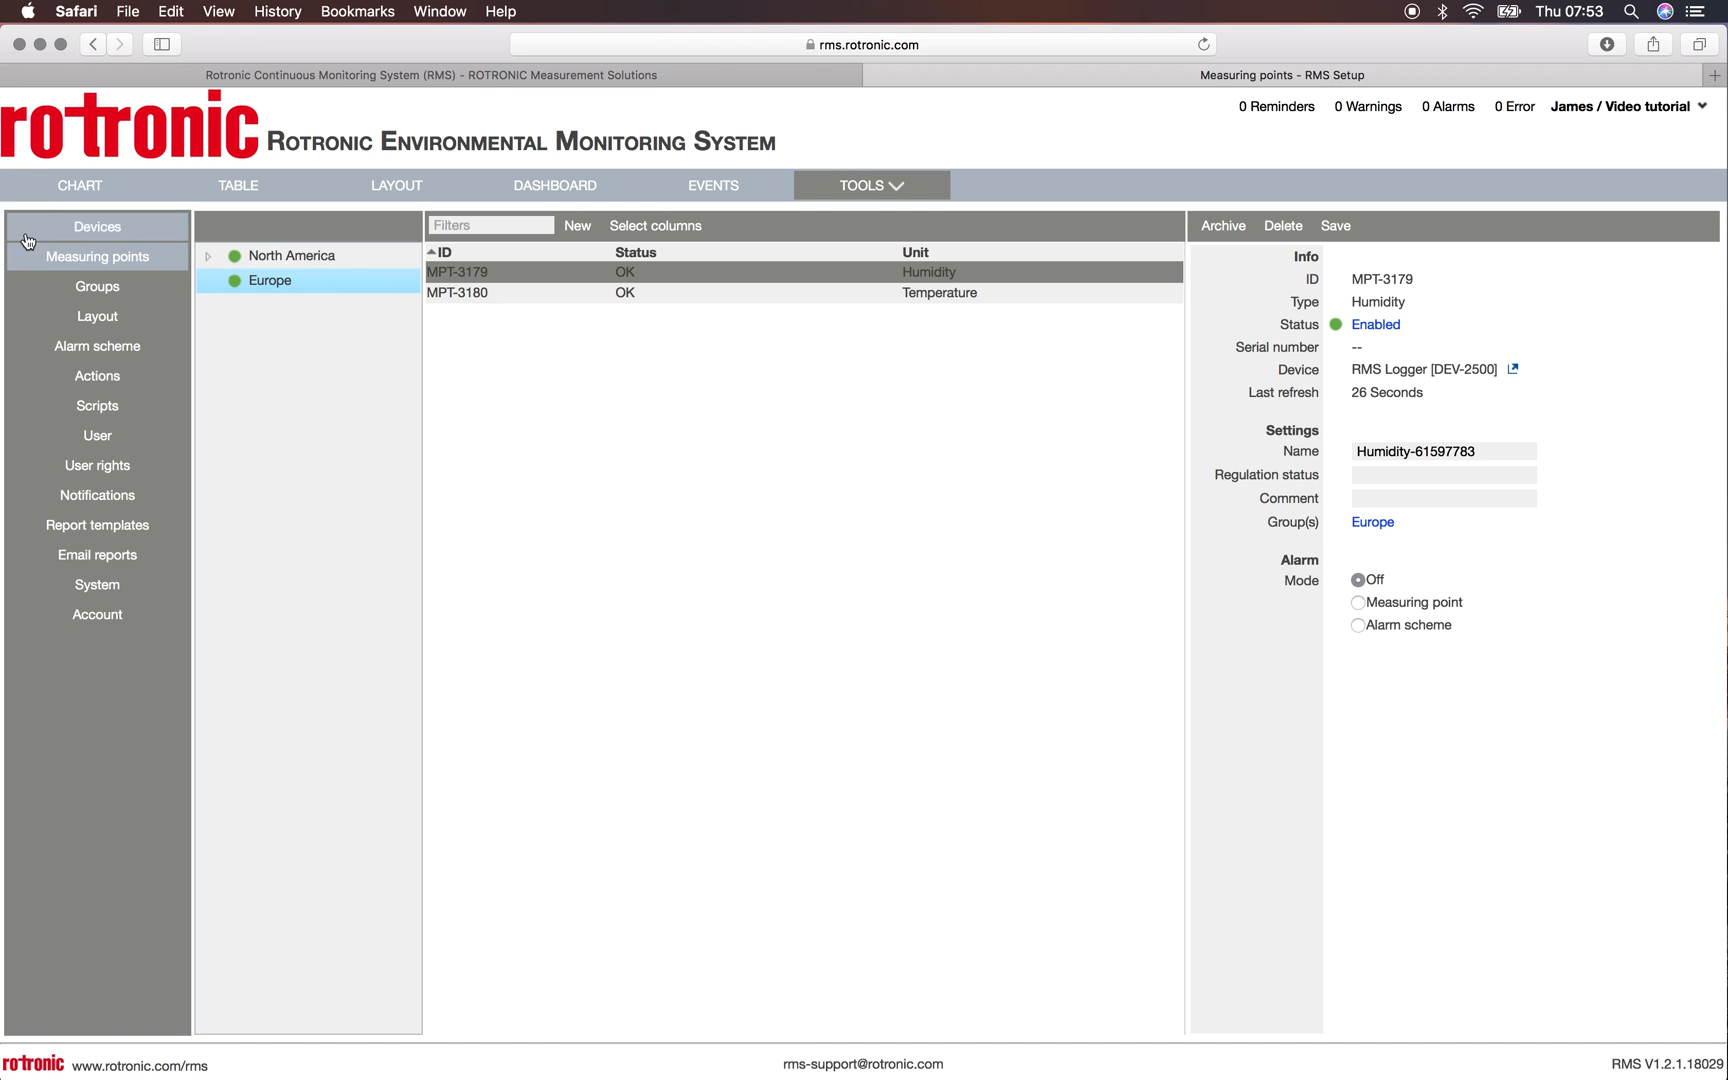 Safari File Edit View History Bookmarks Window Help Thu 07:53
rms.rotronic.com
Rotronic Continuous Monitoring System (RMS) - ROTRONIC Measurement Solutions Measuring points - RMS Setup
rotronic ROTRONIC ENVIRONMENTAL MONITORING SYSTEM
0 Reminders 0 Warnings 0 Alarms 0 Error James / Video tutorial
CHART TABLE LAYOUT DASHBOARD EVENTS TOOLS
Devices
Measuring points
Groups
Layout
Alarm scheme
Actions
Scripts
User
User rights
Notifications
Report templates
Email reports
System
Account
North America
Europe
Filters New Select columns
ID Status Unit
MPT-3179 OK Humidity
MPT-3180 OK Temperature
Archive Delete Save
Info
ID MPT-3179
Type Humidity
Status Enabled
Serial number --
Device RMS Logger [DEV-2500]
Last refresh 26 Seconds
Settings
Name Humidity-61597783
Regulation status
Comment
Group(s) Europe
Alarm
Mode Off
Measuring point
Alarm scheme
rotronic www.rotronic.com/rms rms-support@rotronic.com RMS V1.2.1.18029